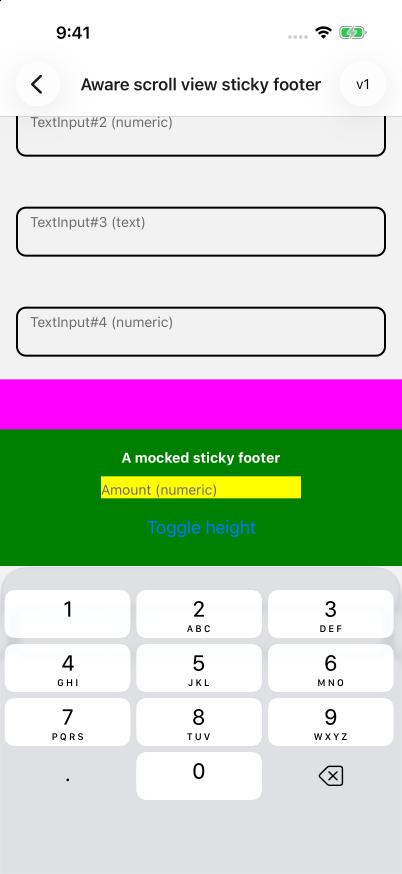 9:41
Aware scroll view sticky footer
v1
TextInput#2 (numeric)
TextInput#3 (text)
TextInput#4 (numeric)
A mocked sticky footer
Amount (numeric)
Toggle height
1
2
ABC
3
DEF
4
GHI
5
JKL
6
MNO
7
PQRS
8
TUV
9
WXYZ
.
0